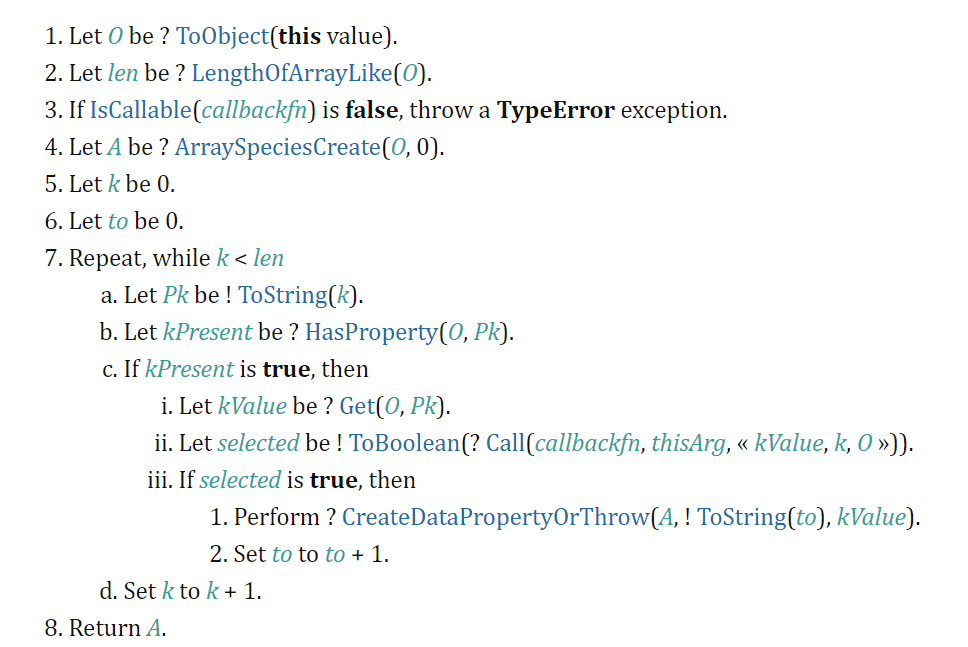 1. Let O be ? ToObject(this value).
2. Let len be ? LengthOfArrayLike(O).
3. If IsCallable(callbackfn) is false, throw a TypeError exception.
4. Let A be ? ArraySpeciesCreate(O, 0).
5. Let k be 0.
6. Let to be 0.
7. Repeat, while k < len
a. Let Pk be ! ToString(k).
b. Let kPresent be ? HasProperty(O, Pk).
c. If kPresent is true, then
i. Let kValue be ? Get(O, Pk).
ii. Let selected be ! ToBoolean(? Call(callbackfn, thisArg, « kValue, k, O »)).
iii. If selected is true, then
1. Perform ? CreateDataPropertyOrThrow(A, ! ToString(to), kValue).
2. Set to to to + 1.
d. Set k to k + 1.
8. Return A.